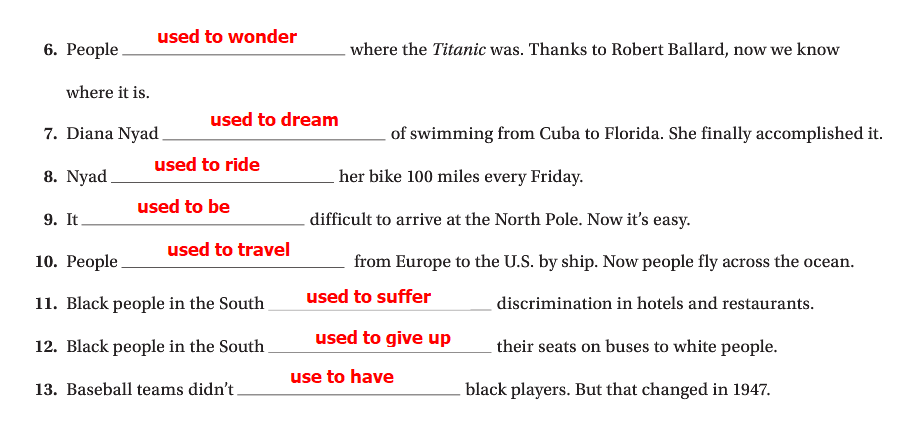 6. People used to wonder where the Titanic was. Thanks to Robert Ballard, now we know
where it is.
7. Diana Nyad used to dream of swimming from Cuba to Florida. She finally accomplished it.
8. Nyad used to ride her bike 100 miles every Friday.
9. It used to be difficult to arrive at the North Pole. Now it’s easy.
10. People used to travel from Europe to the U.S. by ship. Now people fly across the ocean.
11. Black people in the South used to suffer discrimination in hotels and restaurants.
12. Black people in the South used to give up their seats on buses to white people.
13. Baseball teams didn’t use to have black players. But that changed in 1947.